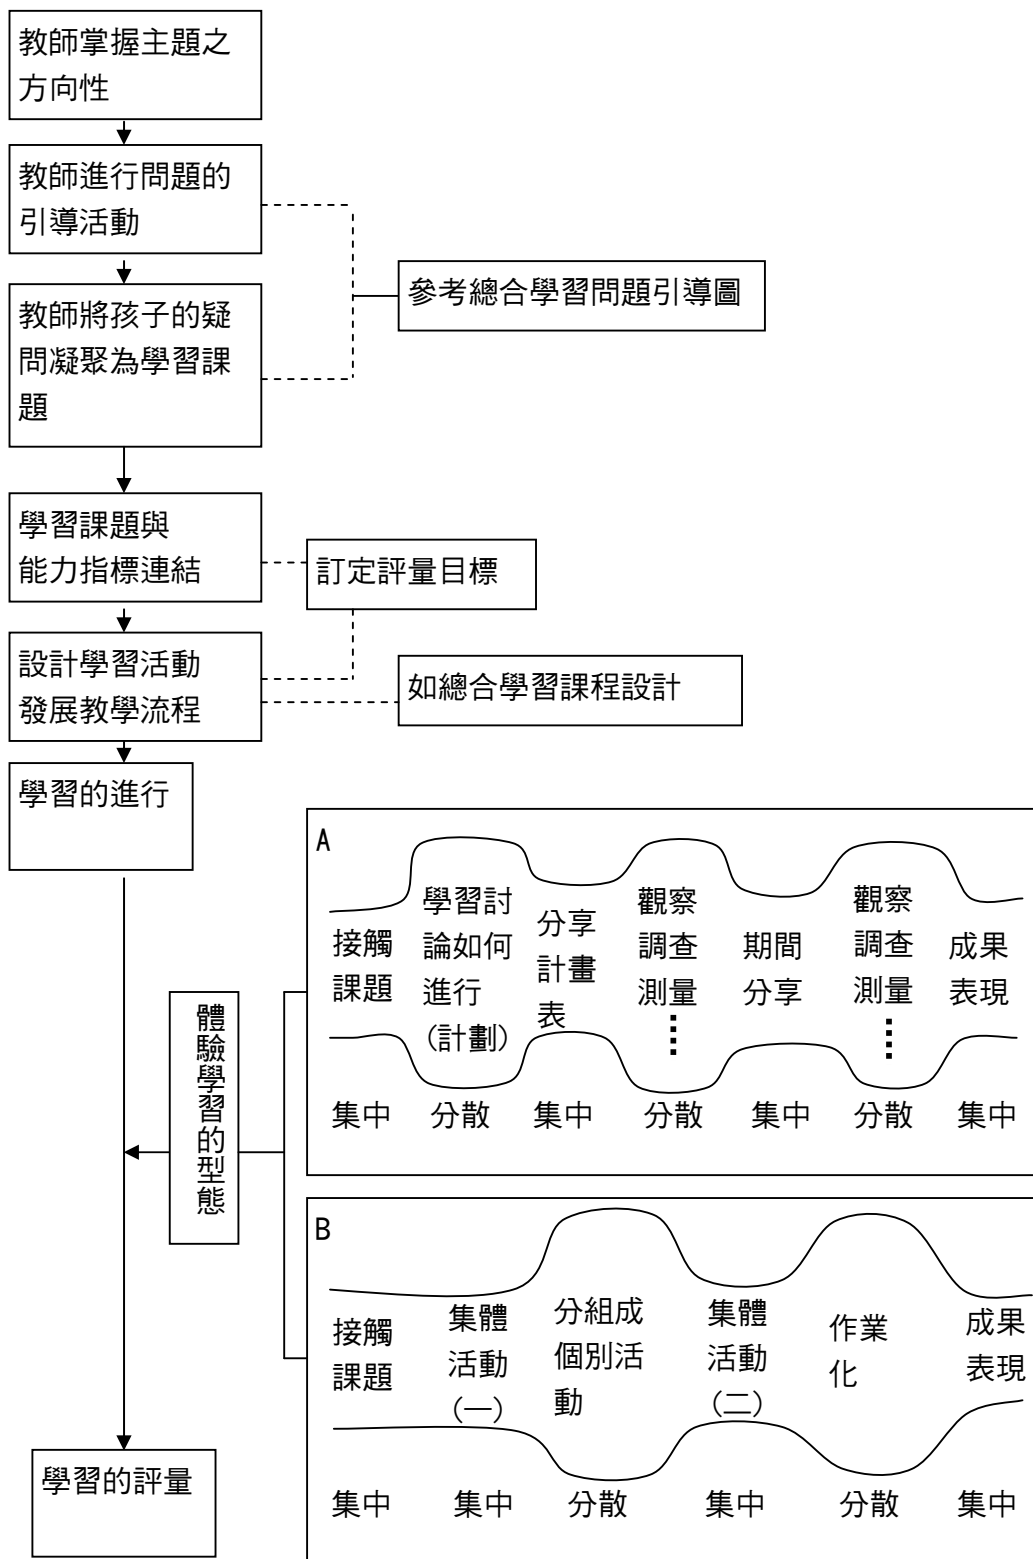 教師掌握主題之
方向性
教師進行問題的
引導活動
參考總合學習問題引導圖
教師將孩子的疑
問凝聚為學習課
題
學習課題與
能力指標連結
訂定評量目標
設計學習活動
發展教學流程
如總合學習課程設計
學習的進行
體驗學習的型態
A
接觸
課題
學習討
論如何
進行
(計劃)
分享
計畫
表
觀察
調查
測量
期間
分享
觀察
調查
測量
成果
表現
集中
分散
集中
分散
集中
分散
集中
B
接觸
課題
集體
活動
(一)
分組成
個別活
動
集體
活動
(二)
作業
化
成果
表現
集中
集中
分散
集中
分散
集中
學習的評量